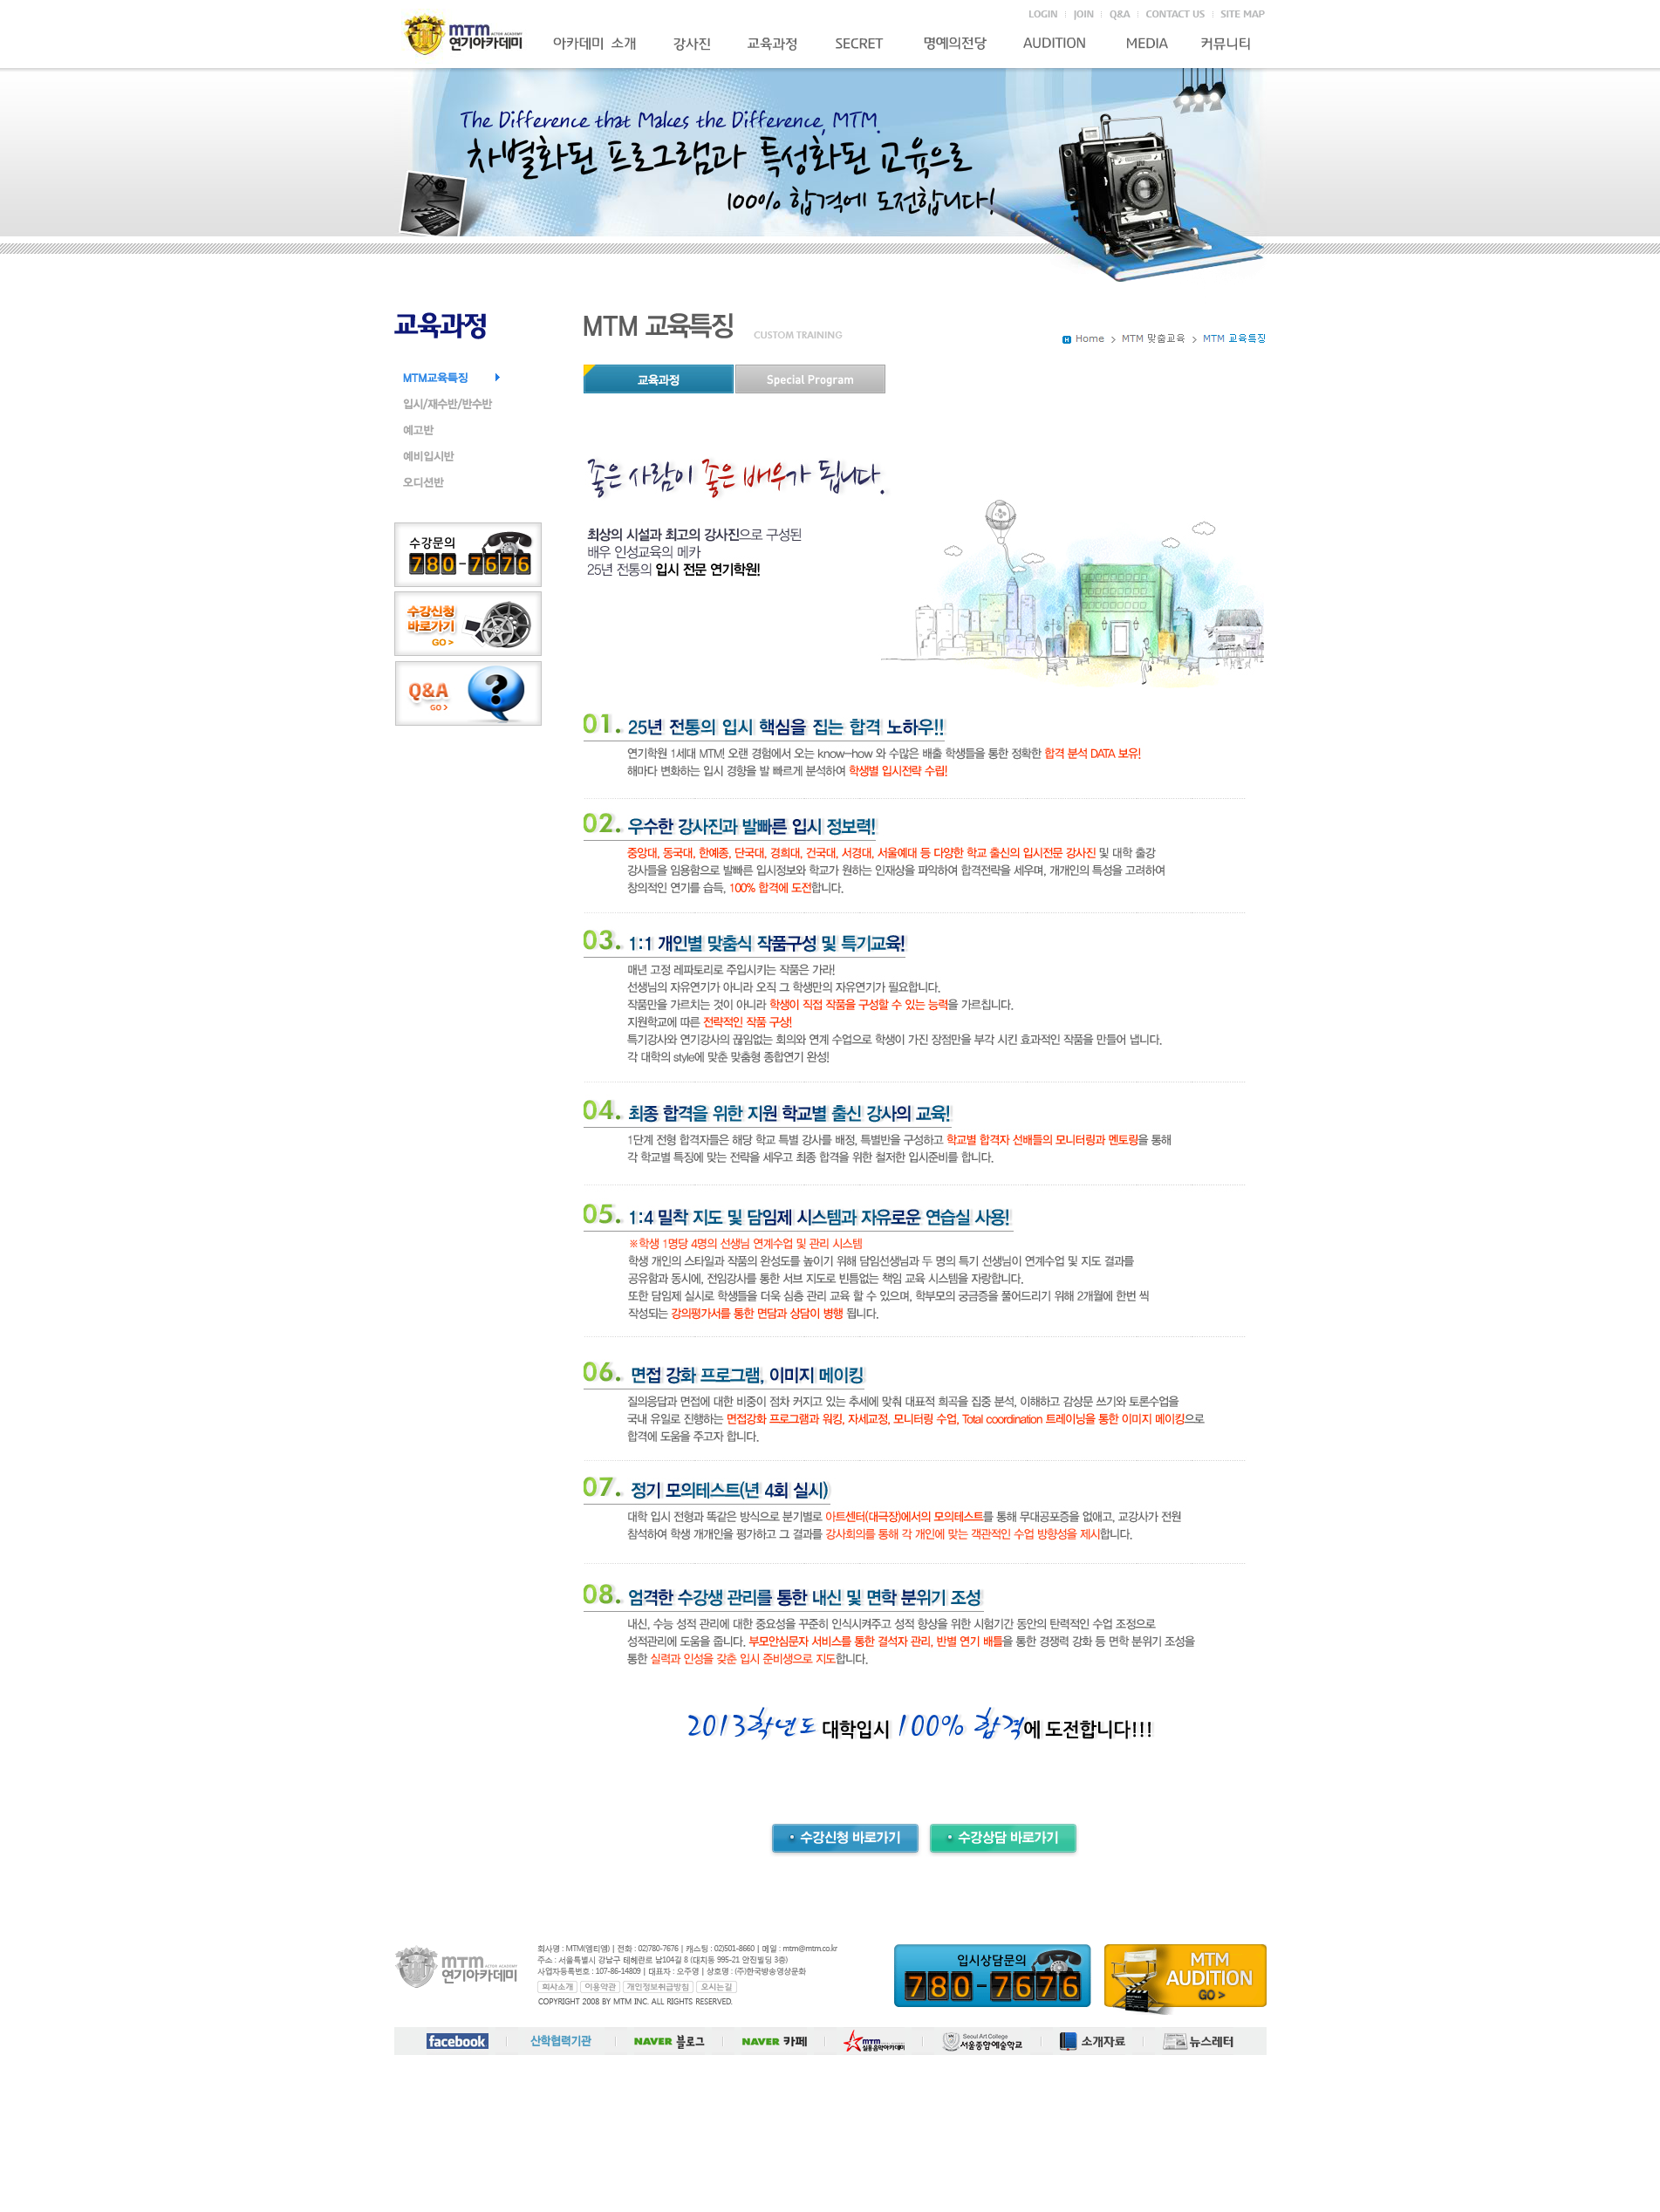 LOGIN | JOIN | Q&A | CONTACT US | SITE MAP
mtm ACTOR ACADEMY
연기아카데미
아카데미 소개 강사진 교육과정 SECRET 명예의전당 AUDITION MEDIA 커뮤니티
The Difference that Makes the Difference, MTM.
차별화된 프로그램과 특성화된 교육으로
100% 합격에 도전합니다!
교육과정
MTM 교육특징 CUSTOM TRAINING
Home > MTM 맞춤교육 > MTM 교육특징
MTM교육특징
입시/재수반/반수반
예고반
예비입시반
오디션반
교육과정 Special Program
수강문의
780-7676
수강신청
바로가기
GO >
Q&A
GO >
좋은 사람이 좋은 배우가 됩니다.
최상의 시설과 최고의 강사진으로 구성된
배우 인성교육의 메카
25년 전통의 입시 전문 연기학원!
01. 25년 전통의 입시 핵심을 집는 합격 노하우!!
연기학원 1세대 MTM! 오랜 경험에서 오는 know-how 와 수많은 배출 학생들을 통한 정확한 합격 분석 DATA 보유!
해마다 변화하는 입시 경향을 발 빠르게 분석하여 학생별 입시전략 수립!
02. 우수한 강사진과 발빠른 입시 정보력!
중앙대, 동국대, 한예종, 단국대, 경희대, 건국대, 서경대, 서울예대 등 다양한 학교 출신의 입시전문 강사진 및 대학 출강
강사들을 임용함으로 발빠른 입시정보와 학교가 원하는 인재상을 파악하여 합격전략을 세우며, 개개인의 특성을 고려하여
창의적인 연기를 습득, 100% 합격에 도전합니다.
03. 1:1 개인별 맞춤식 작품구성 및 특기교육!
매년 고정 레파토리로 주입시키는 작품은 가라!
선생님의 자유연기가 아니라 오직 그 학생만의 자유연기가 필요합니다.
작품만을 가르치는 것이 아니라 학생이 직접 작품을 구성할 수 있는 능력을 가르칩니다.
지원학교에 따른 전략적인 작품 구상!
특기강사와 연기강사의 끊임없는 회의와 연계 수업으로 학생이 가진 장점만을 부각 시킨 효과적인 작품을 만들어 냅니다.
각 대학의 style에 맞춘 맞춤형 종합연기 완성!
04. 최종 합격을 위한 지원 학교별 출신 강사의 교육!
1단계 전형 합격자들은 해당 학교 특별 강사를 배정, 특별반을 구성하고 학교별 합격자 선배들의 모니터링과 멘토링을 통해
각 학교별 특징에 맞는 전략을 세우고 최종 합격을 위한 철저한 입시준비를 합니다.
05. 1:4 밀착 지도 및 담임제 시스템과 자유로운 연습실 사용!
※학생 1명당 4명의 선생님 연계수업 및 관리 시스템
학생 개인의 스타일과 작품의 완성도를 높이기 위해 담임선생님과 두 명의 특기 선생님이 연계수업 및 지도 결과를
공유함과 동시에, 전임강사를 통한 서브 지도로 빈틈없는 책임 교육 시스템을 자랑합니다.
또한 담임제 실시로 학생들을 더욱 심층 관리 교육 할 수 있으며, 학부모의 궁금증을 풀어드리기 위해 2개월에 한번 씩
작성되는 강의평가서를 통한 면담과 상담이 병행 됩니다.
06. 면접 강화 프로그램, 이미지 메이킹
질의응답과 면접에 대한 비중이 점차 커지고 있는 추세에 맞춰 대표적 희곡을 집중 분석, 이해하고 감상문 쓰기와 토론수업을
국내 유일로 진행하는 면접강화 프로그램과 워킹, 자세교정, 모니터링 수업, Total coordination 트레이닝을 통한 이미지 메이킹으로
합격에 도움을 주고자 합니다.
07. 정기 모의테스트(년 4회 실시)
대학 입시 전형과 똑같은 방식으로 분기별로 아트센터(대극장)에서의 모의테스트를 통해 무대공포증을 없애고, 교강사가 전원
참석하여 학생 개개인을 평가하고 그 결과를 강사회의를 통해 각 개인에 맞는 객관적인 수업 방향성을 제시합니다.
08. 엄격한 수강생 관리를 통한 내신 및 면학 분위기 조성
내신, 수능 성적 관리에 대한 중요성을 꾸준히 인식시켜주고 성적 향상을 위한 시험기간 동안의 탄력적인 수업 조정으로
성적관리에 도움을 줍니다. 부모안심문자 서비스를 통한 결석자 관리, 반별 연기 배틀을 통한 경쟁력 강화 등 면학 분위기 조성을
통한 실력과 인성을 갖춘 입시 준비생으로 지도합니다.
2013학년도 대학입시 100% 합격에 도전합니다!!!
수강신청 바로가기 수강상담 바로가기
mtm ACTOR ACADEMY
연기아카데미
회사명 : MTM(엠티엠) | 전화 : 02)780-7676 | 캐스팅 : 02)501-8660 | 메일 : mtm@mtm.co.kr
주소 : 서울특별시 강남구 테헤란로 남104길 8 (대치동 995-21 안진빌딩 3층)
사업자등록번호 : 107-86-14809 | 대표자 : 오주영 | 상호명 : (주)한국방송영상문화
회사소개 이용약관 개인정보취급방침 오시는길
COPYRIGHT 2008 BY MTM INC. ALL RIGHTS RESERVED.
입시상담문의
780-7676
MTM
AUDITION
GO >
facebook 산학협력기관 NAVER 블로그 NAVER 카페 mtm 실용음악아카데미 Seoul Art College 서울종합예술학교 소개자료 뉴스레터